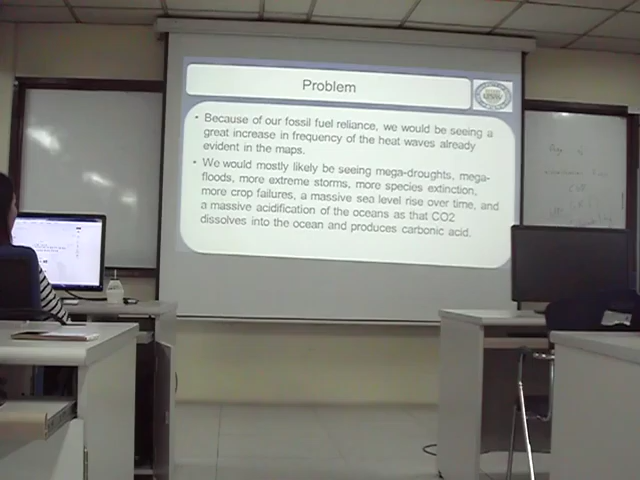 Problem
• Because of our fossil fuel reliance, we would be seeing a
great increase in frequency of the heat waves already
evident in the maps.
• We would mostly likely be seeing mega-droughts, mega-
floods, more extreme storms, more species extinction,
more crop failures, a massive sea level rise over time, and
a massive acidification of the oceans as that CO2
dissolves into the ocean and produces carbonic acid.